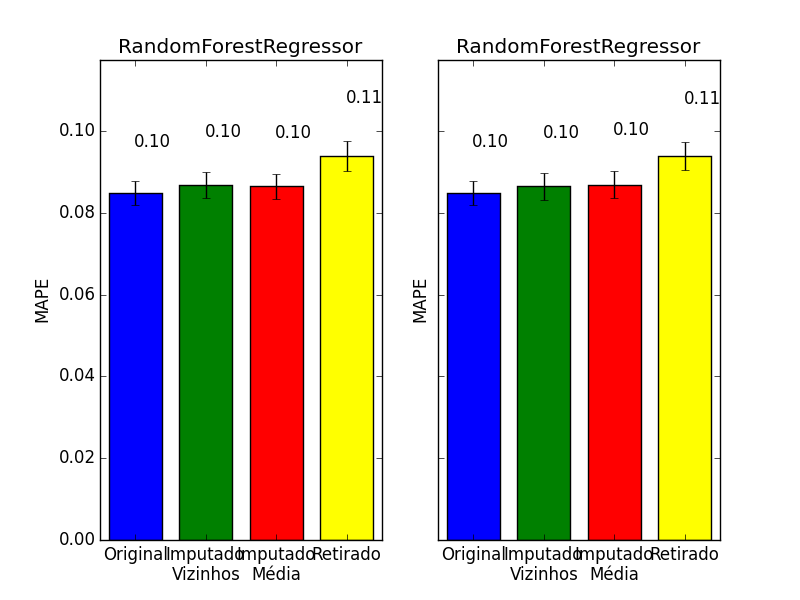 RandomForestRegressor
0.11
0.10
0.10
0.10
0.10
0.08
0.06
0.04
0.02
0.00
MAPE
Original
Imputado
Vizinhos
Imputado
Média
Retirado
RandomForestRegressor
0.11
0.10
0.10
0.10
MAPE
Original
Imputado
Vizinhos
Imputado
Média
Retirado